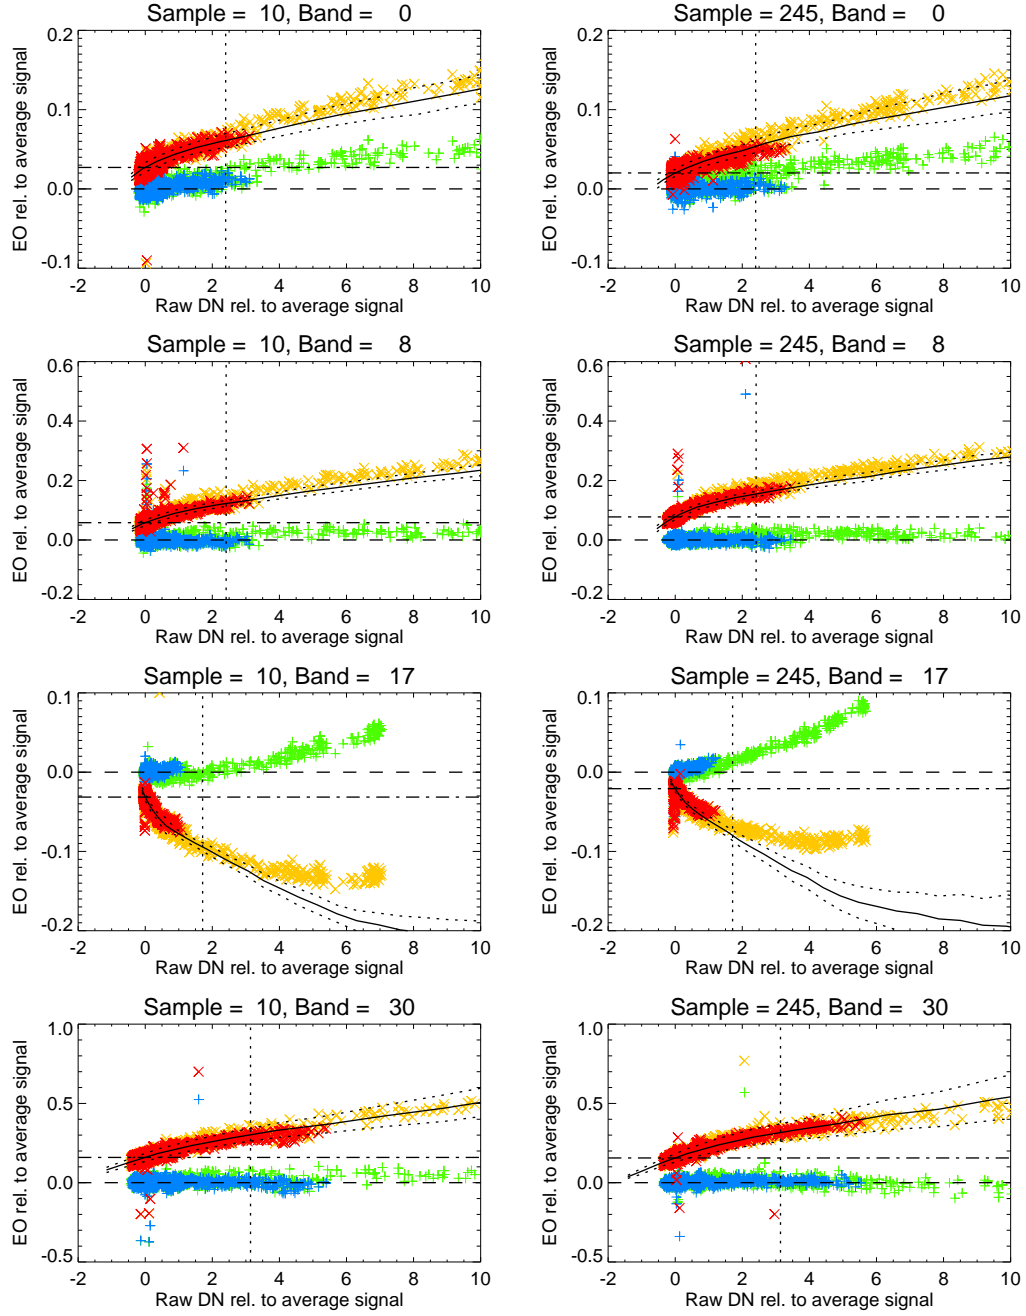 Sample = 10, Band = 0
Sample = 245, Band = 0
0.2
0.1
0.0
-0.1
EO rel. to average signal
-2 0 2 4 6 8 10
Raw DN rel. to average signal
0.2
0.1
0.0
-0.1
EO rel. to average signal
-2 0 2 4 6 8 10
Raw DN rel. to average signal
Sample = 10, Band = 8
Sample = 245, Band = 8
0.6
0.4
0.2
0.0
-0.2
EO rel. to average signal
-2 0 2 4 6 8 10
Raw DN rel. to average signal
0.6
0.4
0.2
0.0
-0.2
EO rel. to average signal
-2 0 2 4 6 8 10
Raw DN rel. to average signal
Sample = 10, Band = 17
Sample = 245, Band = 17
0.1
0.0
-0.1
-0.2
EO rel. to average signal
-2 0 2 4 6 8 10
Raw DN rel. to average signal
0.1
0.0
-0.1
-0.2
EO rel. to average signal
-2 0 2 4 6 8 10
Raw DN rel. to average signal
Sample = 10, Band = 30
Sample = 245, Band = 30
1.0
0.5
0.0
-0.5
EO rel. to average signal
-2 0 2 4 6 8 10
Raw DN rel. to average signal
1.0
0.5
0.0
-0.5
EO rel. to average signal
-2 0 2 4 6 8 10
Raw DN rel. to average signal